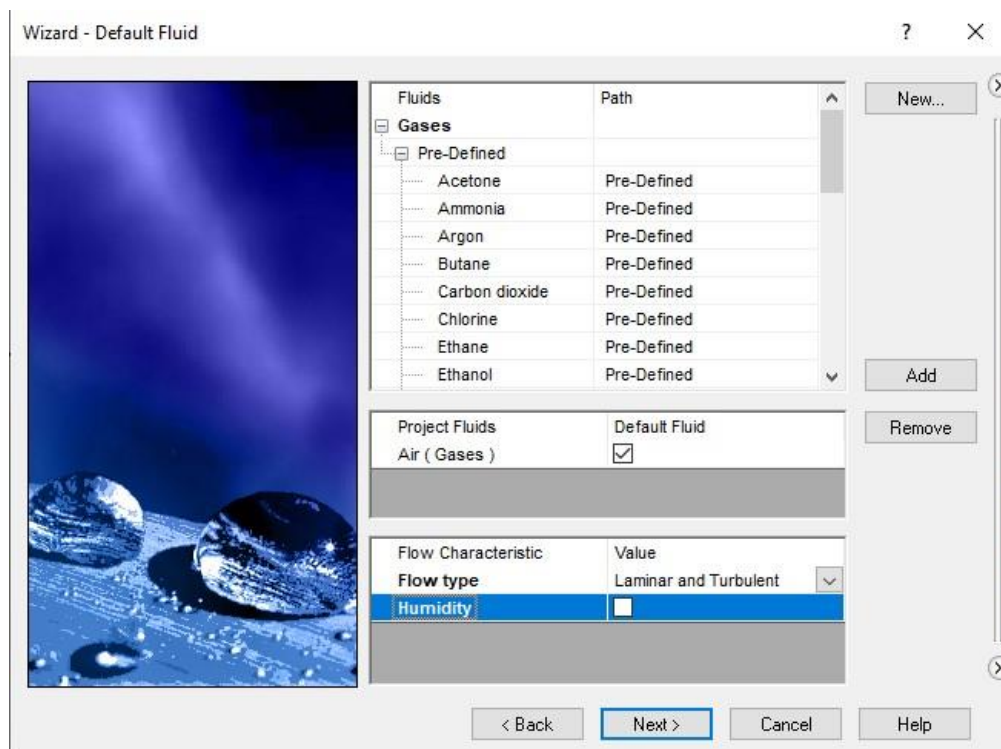 Wizard - Default Fluid ?
Fluids Path
Gases
Pre-Defined
Acetone Pre-Defined
Ammonia Pre-Defined
Argon Pre-Defined
Butane Pre-Defined
Carbon dioxide Pre-Defined
Chlorine Pre-Defined
Ethane Pre-Defined
Ethanol Pre-Defined
New...
Add
Project Fluids Default Fluid
Air ( Gases )
Remove
Flow Characteristic Value
Flow type Laminar and Turbulent
Humidity
< Back Next > Cancel Help